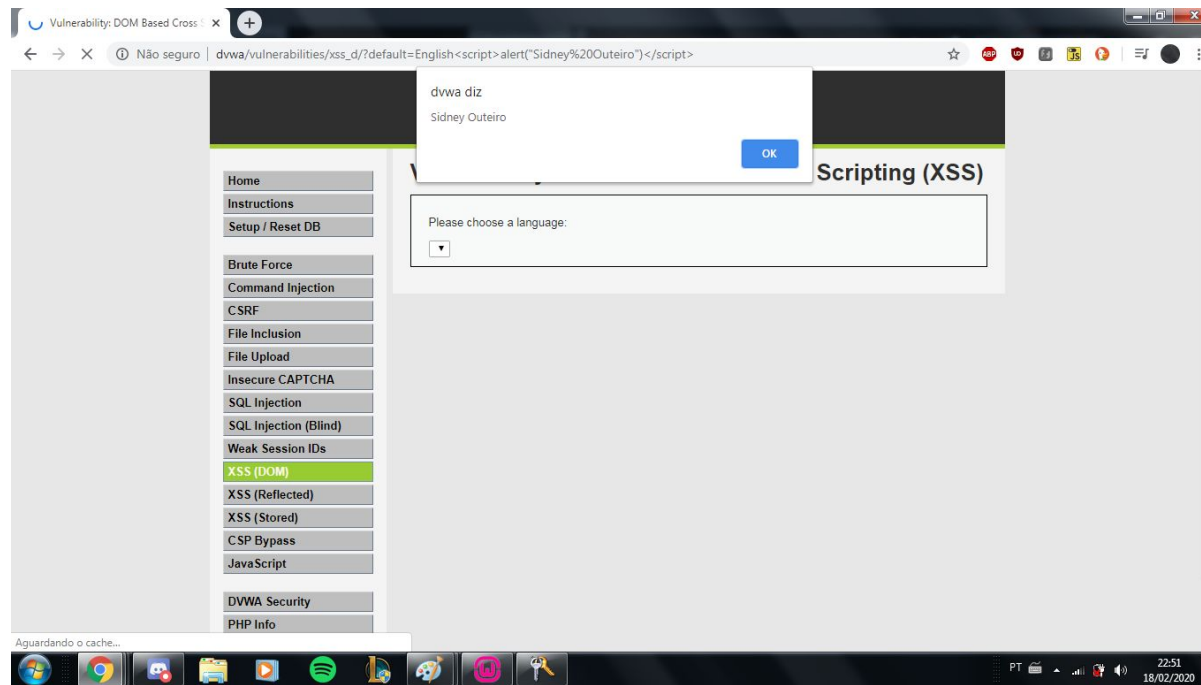 Vulnerability: DOM Based Cross S
Não seguro | dvwa/vulnerabilities/xss_d/?default=English<script>alert("Sidney%20Outeiro")</script>
ABP
JS
dvwa diz
Sidney Outeiro
OK
Scripting (XSS)
Home
Instructions
Setup / Reset DB
Please choose a language:
Brute Force
Command Injection
CSRF
File Inclusion
File Upload
Insecure CAPTCHA
SQL Injection
SQL Injection (Blind)
Weak Session IDs
XSS (DOM)
XSS (Reflected)
XSS (Stored)
CSP Bypass
JavaScript
DVWA Security
PHP Info
Aguardando o cache...
PT
22:51
18/02/2020